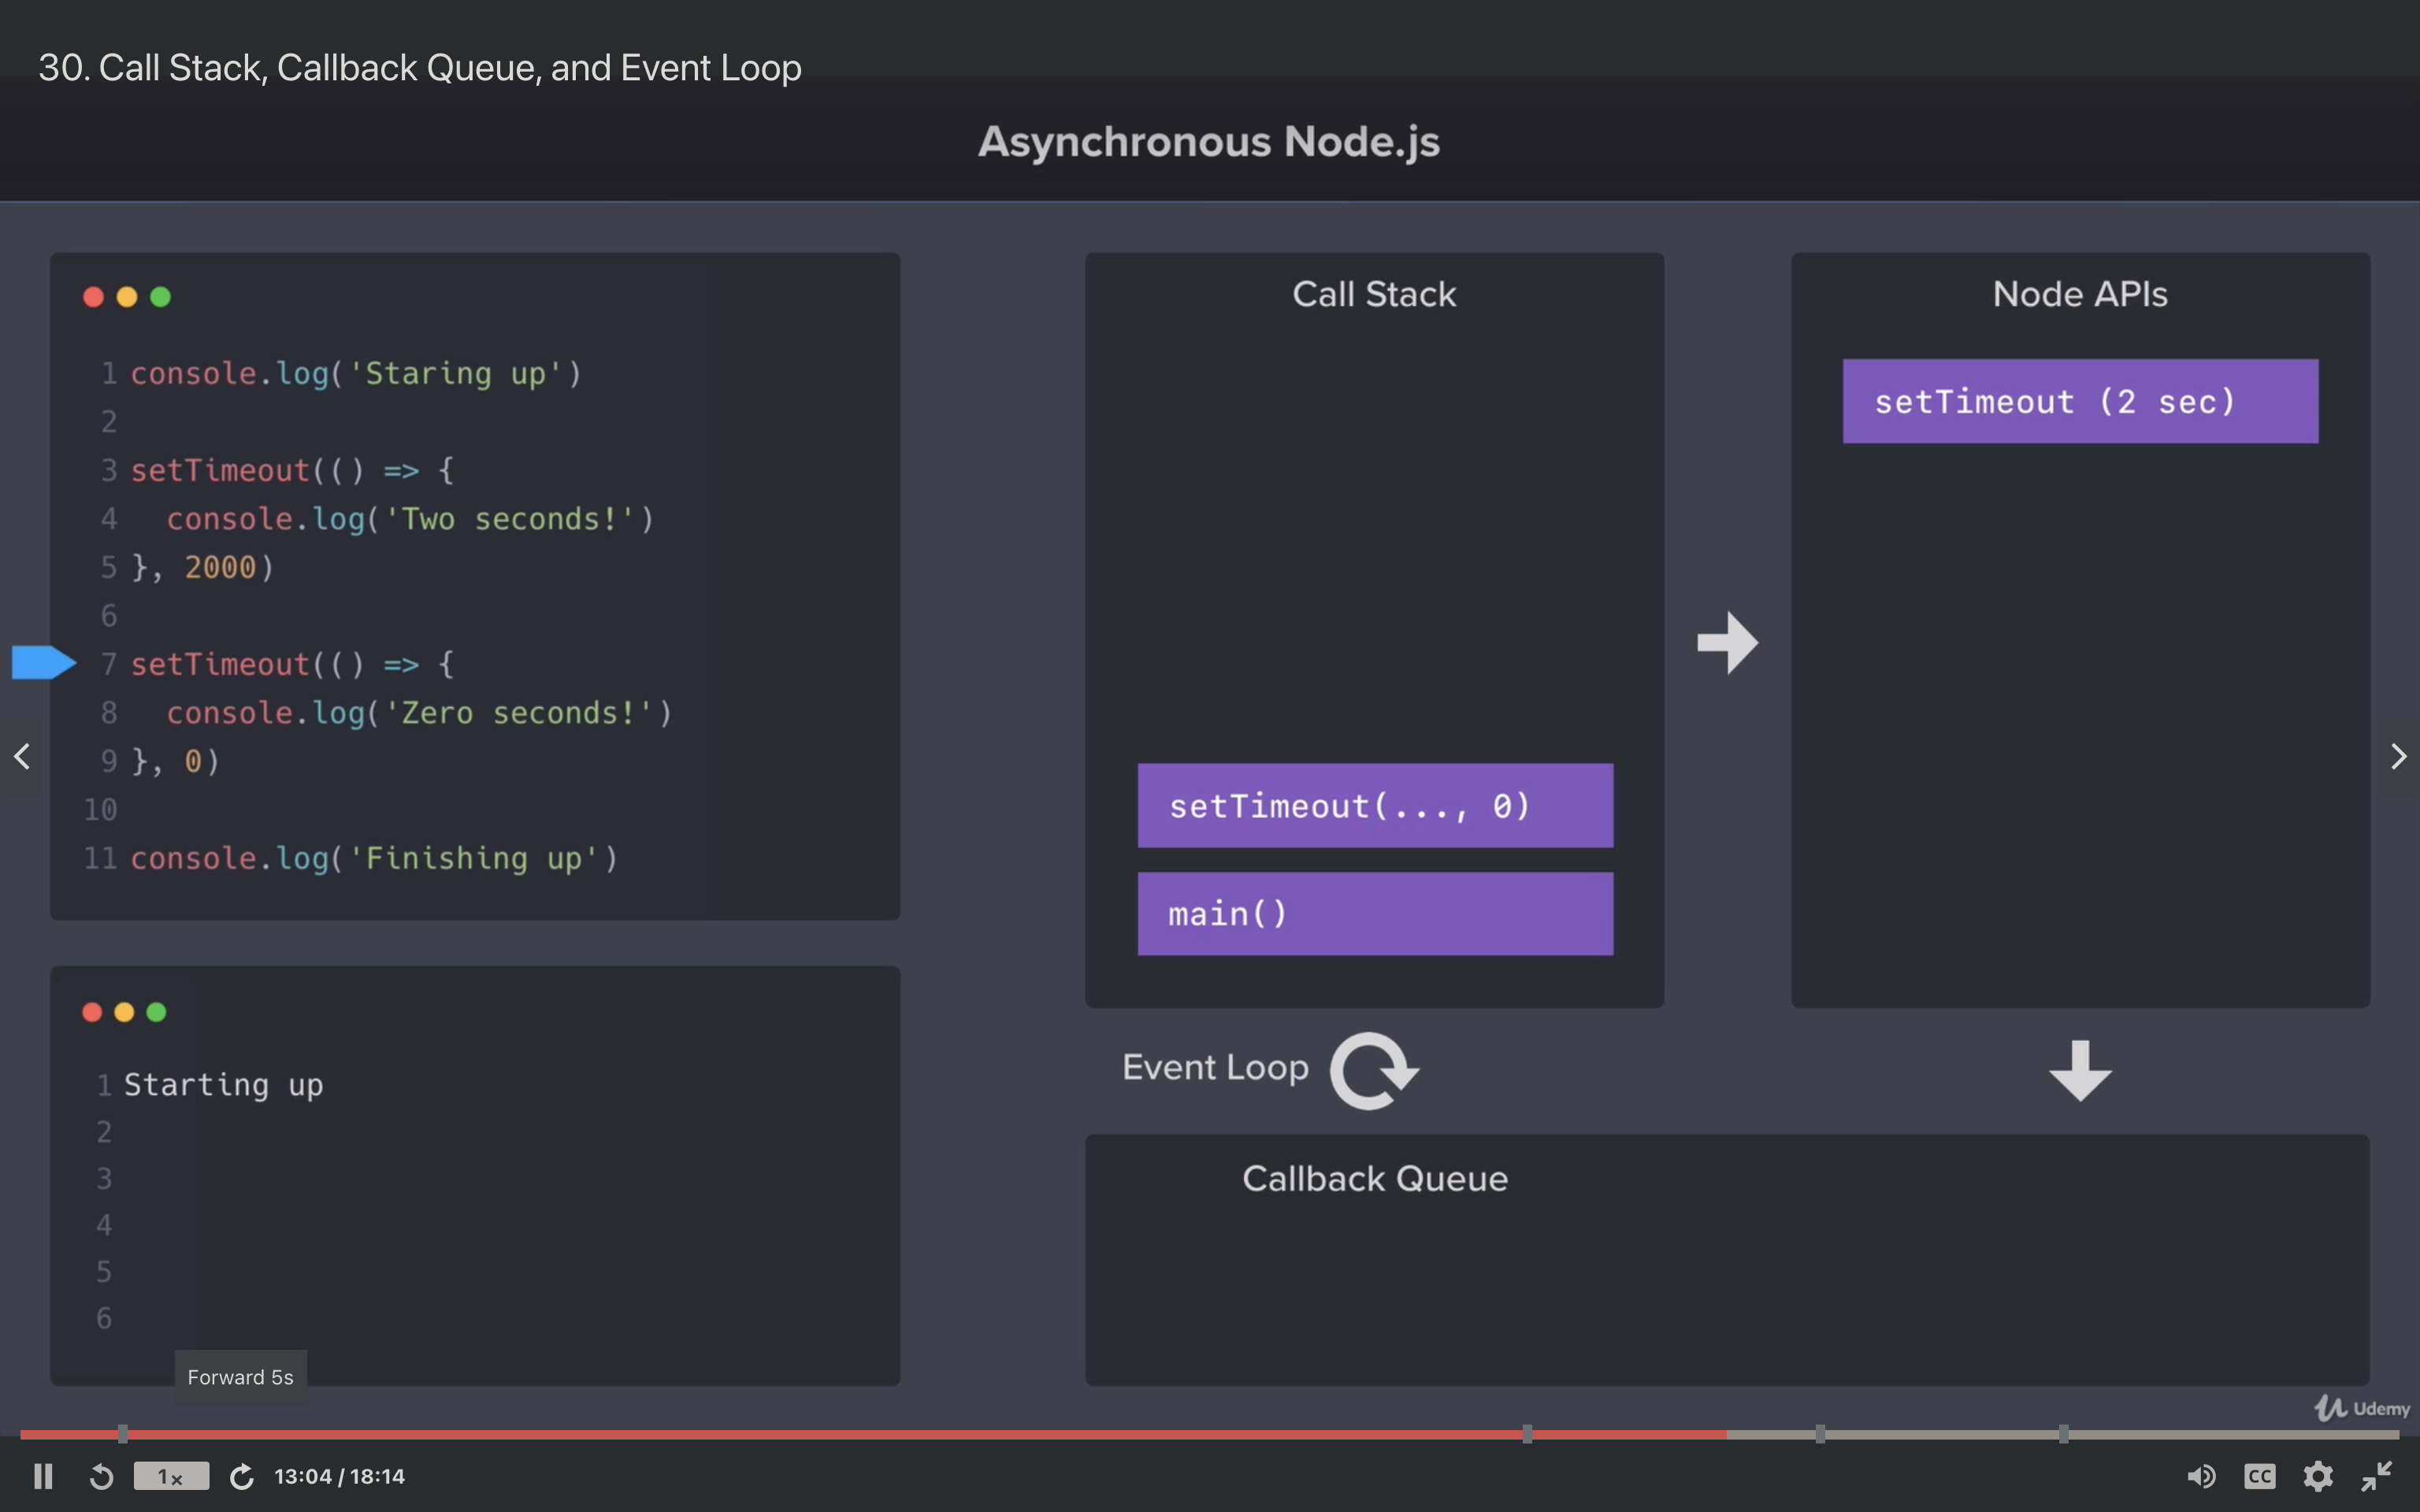 30. Call Stack, Callback Queue, and Event Loop
Asynchronous Node.js
1 console.log('Staring up')
2
3 setTimeout(() => {
4   console.log('Two seconds!')
5 }, 2000)
6
7 setTimeout(() => {
8   console.log('Zero seconds!')
9 }, 0)
10
11 console.log('Finishing up')
1 Starting up
2
3
4
5
6
Call Stack
setTimeout(..., 0)
main()
Node APIs
setTimeout (2 sec)
Event Loop
Callback Queue
Forward 5s
Udemy
1x
13:04 / 18:14
CC